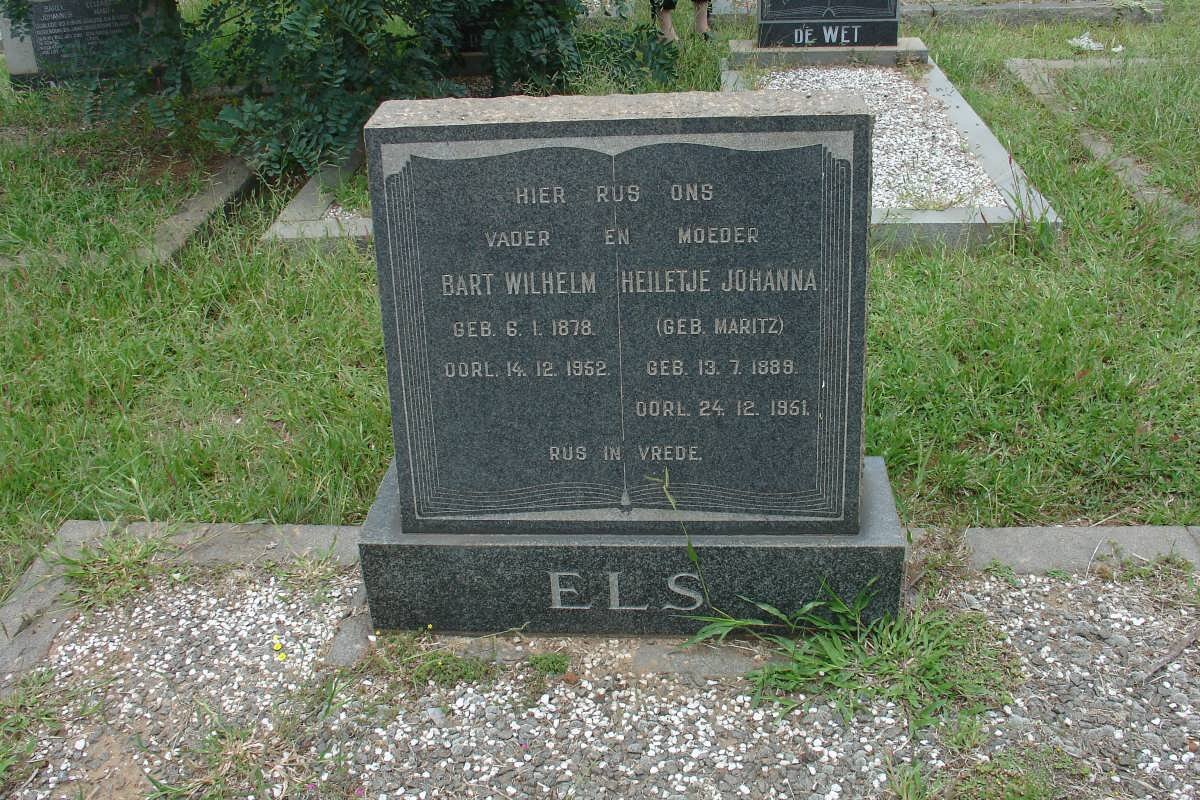 DE WET
HIER RUS ONS
VADER EN MOEDER
BART WILHELM
GEB. 6. 1. 1878.
OORL. 14. 12. 1952.
HEILETJE JOHANNA
(GEB. MARITZ)
GEB. 13. 7. 1889.
OORL. 24. 12. 1951.
RUS IN VREDE.
ELS